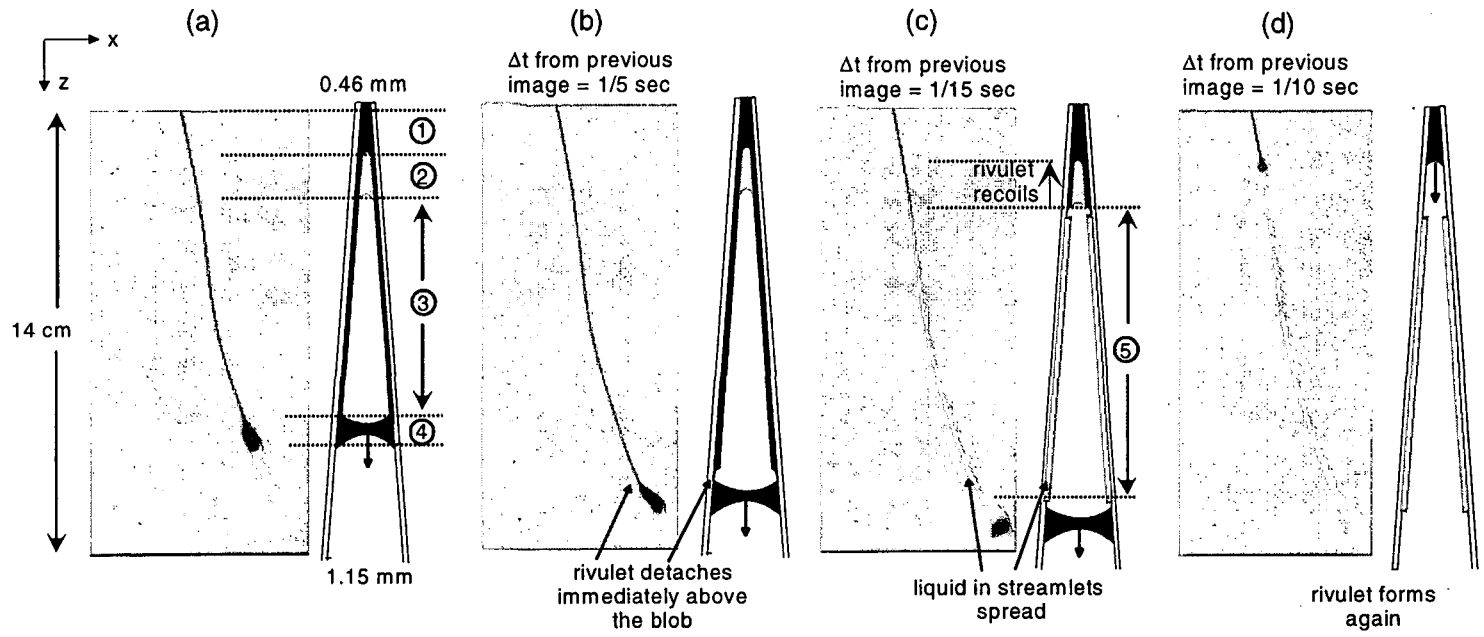 (a)
x
z
0.46 mm
①
②
③
④
14 cm
1.15 mm
(b)
Δt from previous
image = 1/5 sec
rivulet detaches
immediately above
the blob
(c)
Δt from previous
image = 1/15 sec
rivulet
recoils
⑤
liquid in streamlets
spread
(d)
Δt from previous
image = 1/10 sec
rivulet forms
again